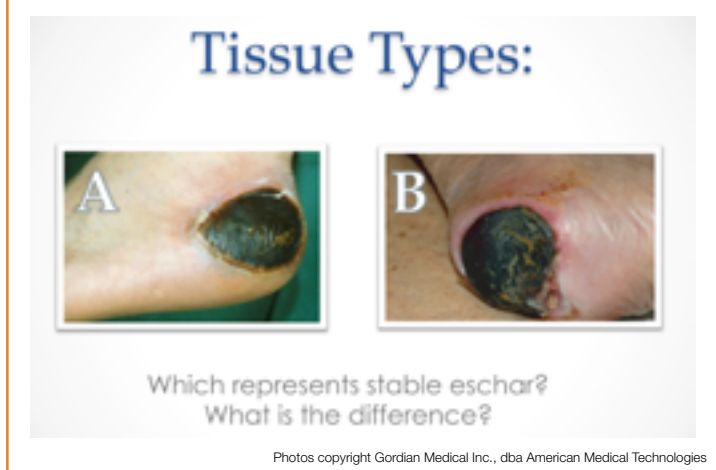 Tissue Types:
A
B
Which represents stable eschar?
What is the difference?
Photos copyright Gordian Medical Inc., dba American Medical Technologies